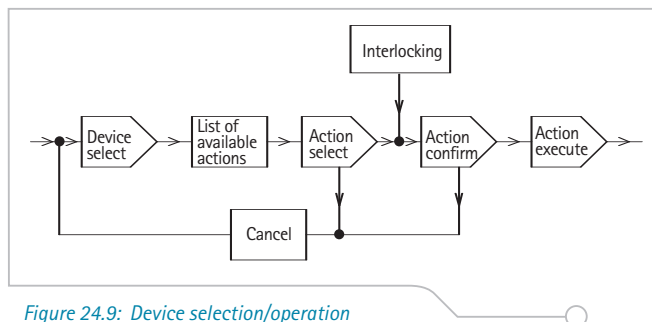 Interlocking
Device
select
List of
available
actions
Action
select
Action
confirm
Action
execute
Cancel
Figure 24.9: Device selection/operation